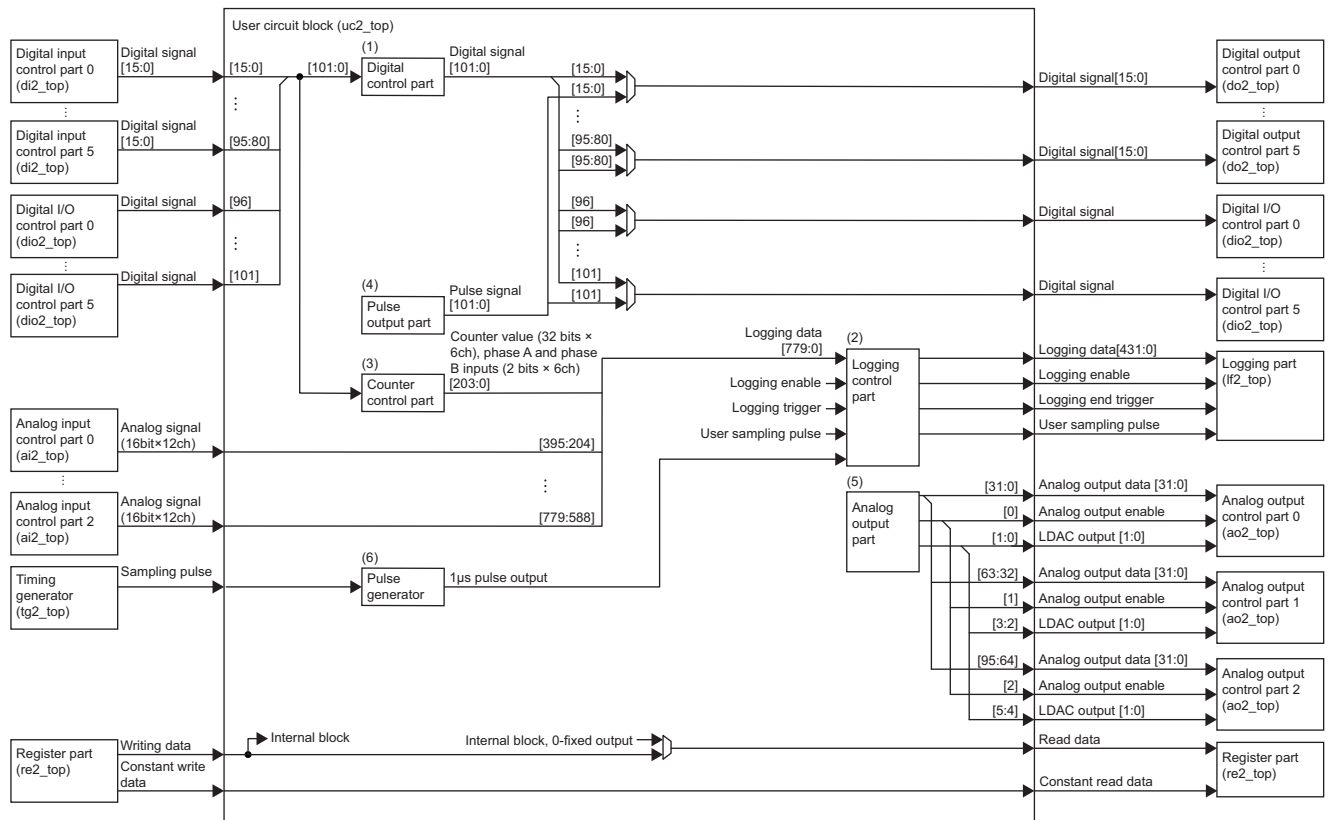 User circuit block (uc2_top)
Digital input
control part 0
(di2_top)
Digital signal
[15:0]
[15:0]
[101:0]
(1)
Digital
control part
Digital signal
[101:0]
[15:0]
[15:0]
Digital signal[15:0]
Digital output
control part 0
(do2_top)
⋮
⋮
⋮
⋮
Digital input
control part 5
(di2_top)
Digital signal
[15:0]
[95:80]
[95:80]
[95:80]
Digital signal[15:0]
Digital output
control part 5
(do2_top)
Digital I/O
control part 0
(dio2_top)
Digital signal
[96]
[96]
[96]
Digital signal
Digital I/O
control part 0
(dio2_top)
⋮
⋮
⋮
⋮
Digital I/O
control part 5
(dio2_top)
Digital signal
[101]
[101]
[101]
Digital signal
Digital I/O
control part 5
(dio2_top)
(4)
Pulse
output part
Pulse signal
[101:0]
(3)
Counter
control part
Counter value (32 bits ×
6ch), phase A and phase
B inputs (2 bits × 6ch)
[203:0]
Logging data
[779:0]
Logging enable
Logging trigger
User sampling pulse
(2)
Logging
control
part
Logging data[431:0]
Logging enable
Logging end trigger
User sampling pulse
Logging part
(lf2_top)
Analog input
control part 0
(ai2_top)
Analog signal
(16bit×12ch)
[395:204]
⋮
⋮
Analog input
control part 2
(ai2_top)
Analog signal
(16bit×12ch)
[779:588]
(5)
Analog
output
part
[31:0]
Analog output data [31:0]
[0]
Analog output enable
[1:0]
LDAC output [1:0]
Analog output
control part 0
(ao2_top)
Timing
generator
(tg2_top)
Sampling pulse
(6)
Pulse
generator
1μs pulse output
[63:32]
Analog output data [31:0]
[1]
Analog output enable
[3:2]
LDAC output [1:0]
Analog output
control part 1
(ao2_top)
[95:64]
Analog output data [31:0]
[2]
Analog output enable
[5:4]
LDAC output [1:0]
Analog output
control part 2
(ao2_top)
Register part
(re2_top)
Writing data
Constant write
data
Internal block
Internal block, 0-fixed output
Read data
Constant read data
Register part
(re2_top)